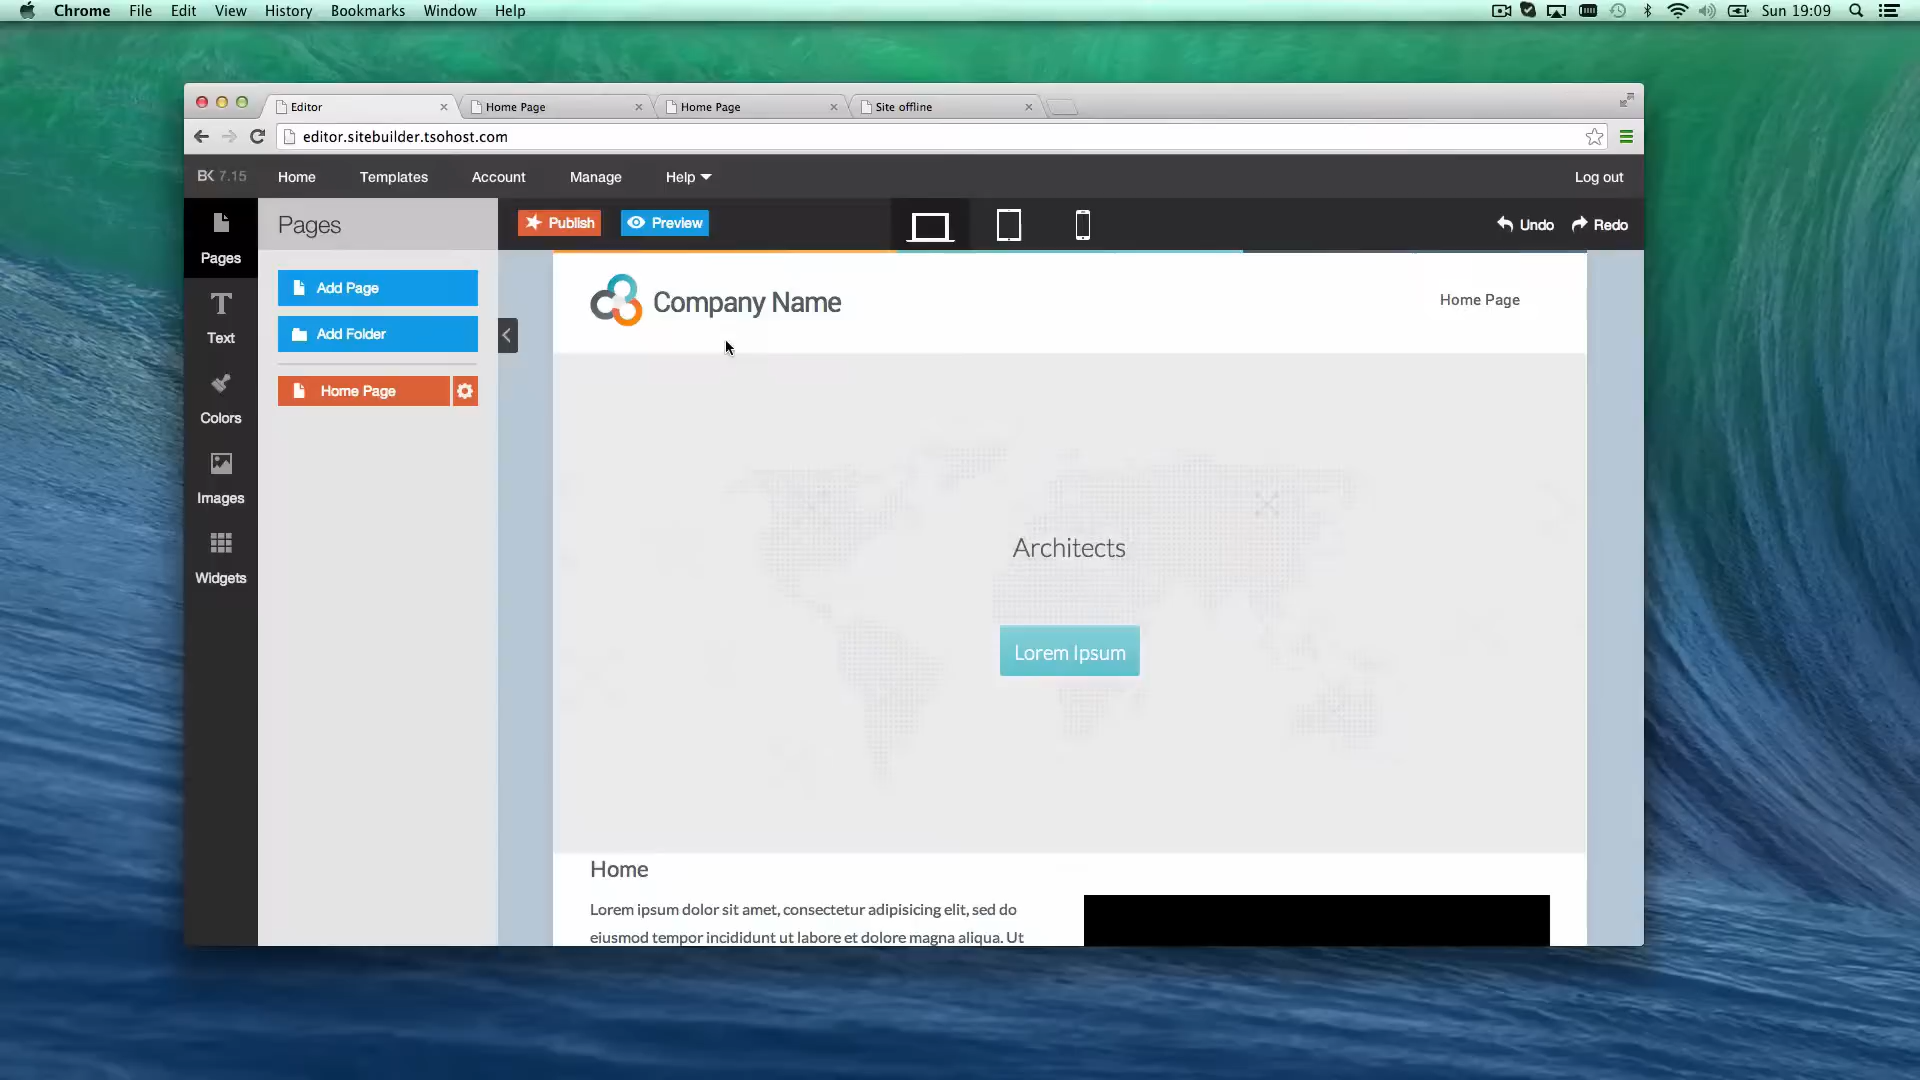 Chrome File Edit View History Bookmarks Window Help Sun 19:09
Editor Home Page Home Page Site offline
editor.sitebuilder.tsohost.com
BK 7.15 Home Templates Account Manage Help Log out
Pages Publish Preview Undo Redo
Pages
Add Page
Company Name Home Page
Text
Add Folder
Home Page
Colors
Images
Architects
Widgets
Lorem Ipsum
Home
Lorem ipsum dolor sit amet, consectetur adipisicing elit, sed do
eiusmod tempor incididunt ut labore et dolore magna aliqua. Ut